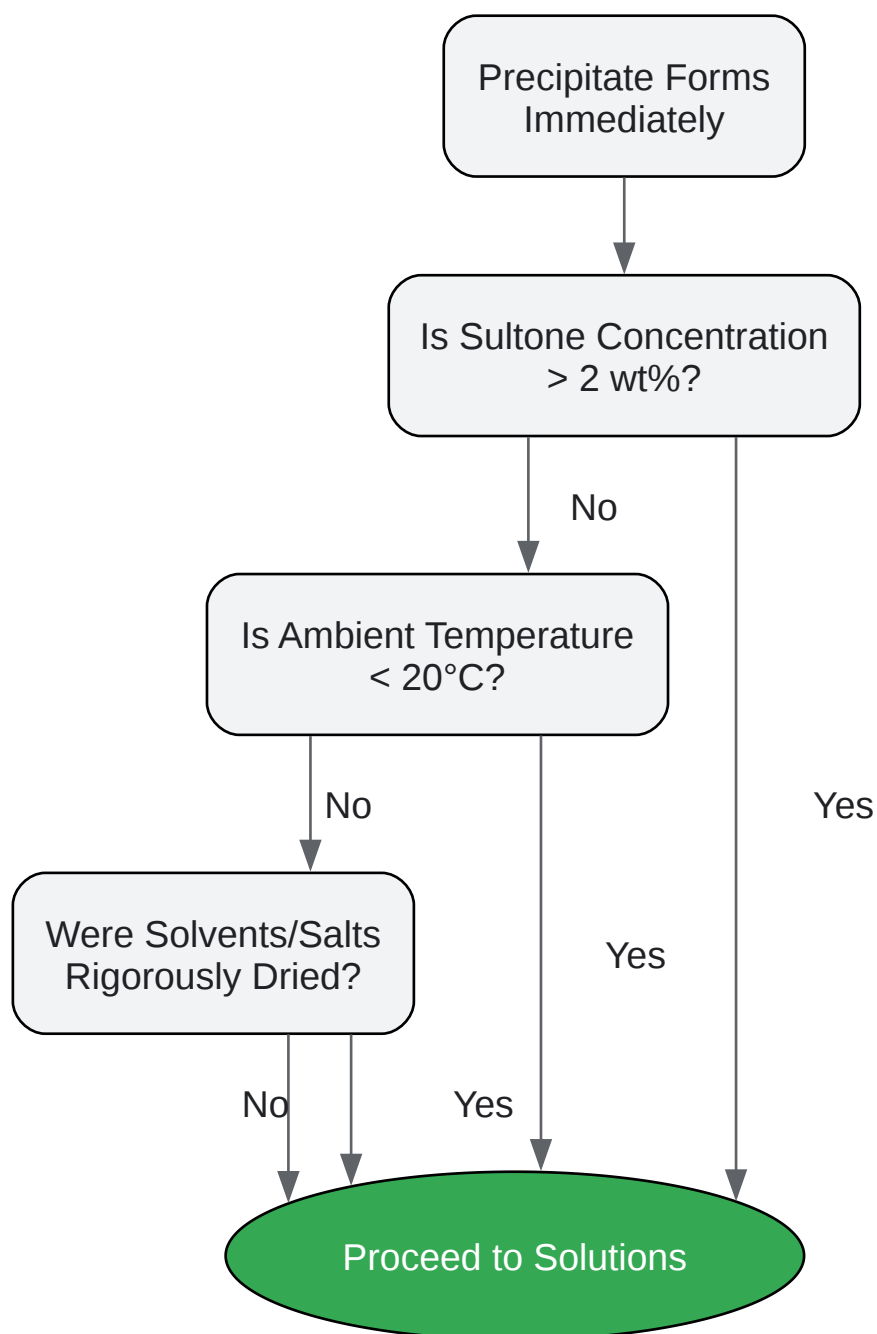 Precipitate Forms
Immediately
Is Sultone Concentration
> 2 wt%?
No
Is Ambient Temperature
< 20°C?
No
Yes
Were Solvents/Salts
Rigorously Dried?
Yes
No
Yes
Proceed to Solutions